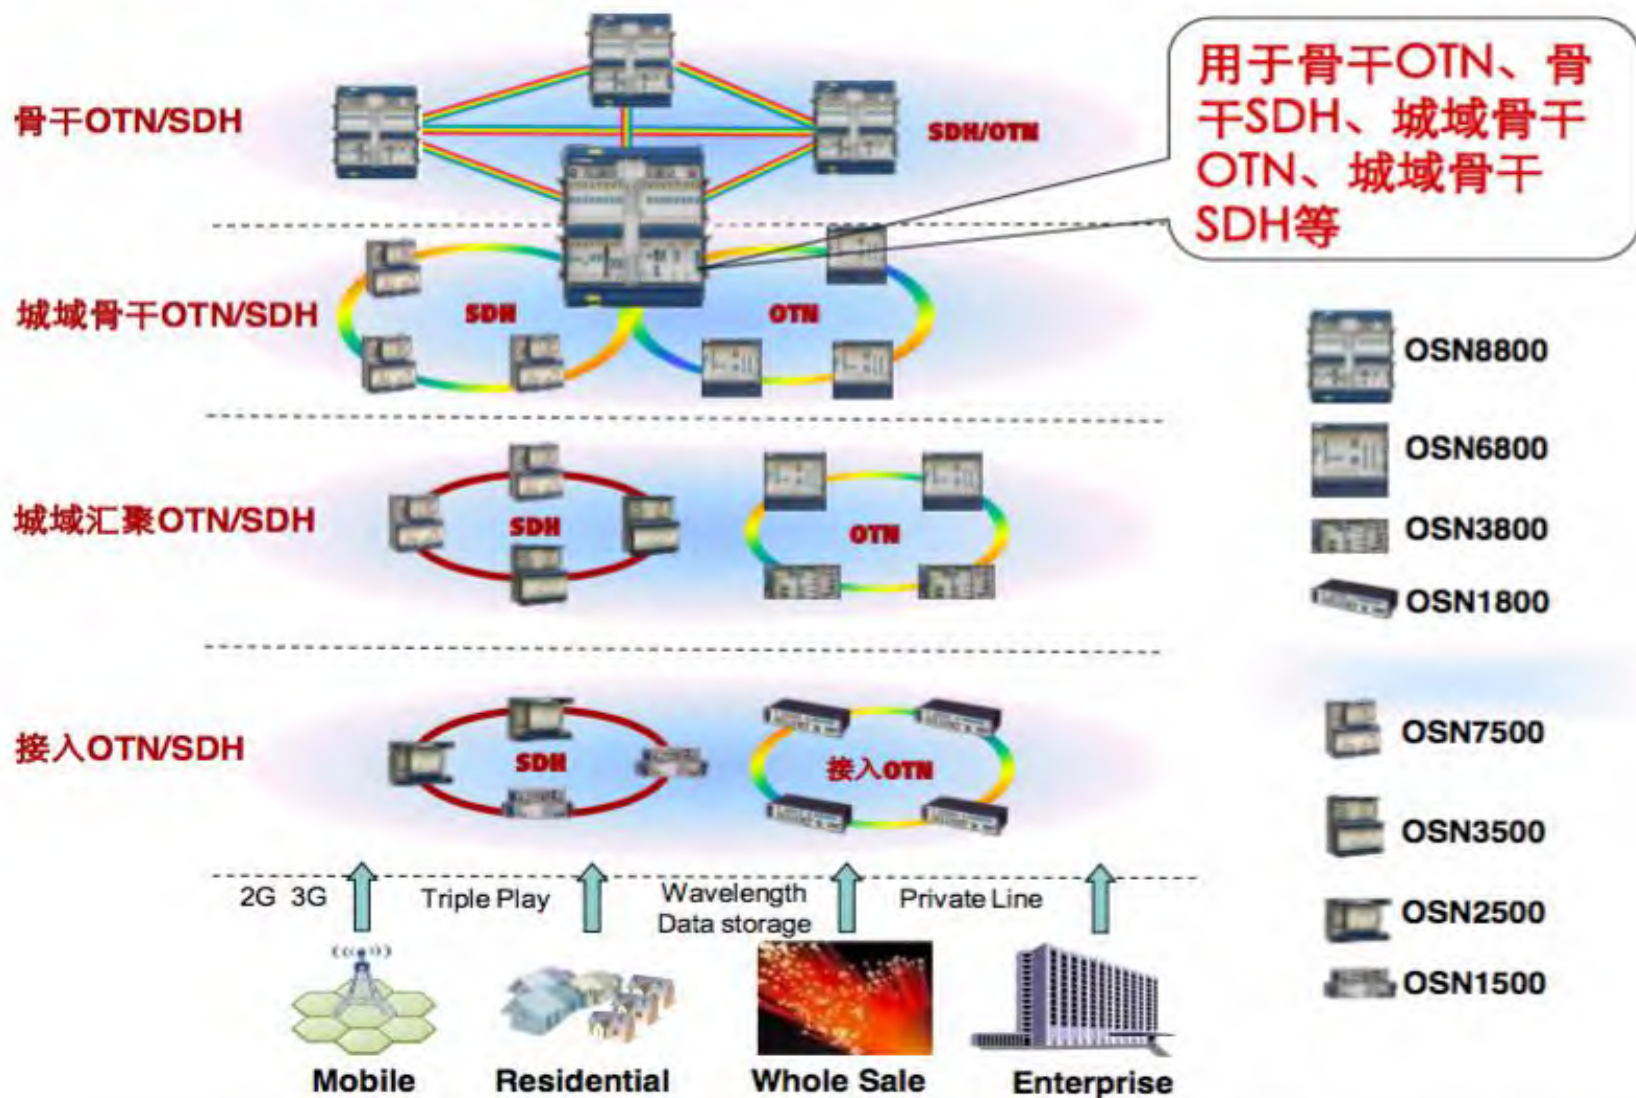 骨干OTN/SDH
SDH/OTN
用于骨干OTN、骨
干SDH、城域骨干
OTN、城域骨干
SDH等
城域骨干OTN/SDH
SDH
OTN
城域汇聚OTN/SDH
SDH
OTN
接入OTN/SDH
SDH
接入OTN
2G 3G
Triple Play
Wavelength
Data storage
Private Line
Mobile
Residential
Whole Sale
Enterprise
OSN8800
OSN6800
OSN3800
OSN1800
OSN7500
OSN3500
OSN2500
OSN1500